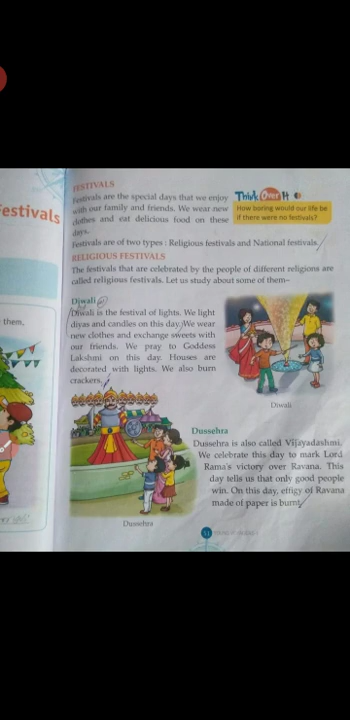 Festivals
them,
FESTIVALS
Festivals are the special days that we enjoy
with our family and friends. We wear new
clothes and eat delicious food on these
days.
Think Over It
How boring would our life be
if there were no festivals?
Festivals are of two types : Religious festivals and National festivals.
RELIGIOUS FESTIVALS
The festivals that are celebrated by the people of different religions are
called religious festivals. Let us study about some of them–
Diwali
Diwali is the festival of lights. We light
diyas and candles on this day. We wear
new clothes and exchange sweets with
our friends. We pray to Goddess
Lakshmi on this day. Houses are
decorated with lights. We also burn
crackers.
Diwali
Dussehra
Dussehra is also called Vijayadashmi.
We celebrate this day to mark Lord
Rama's victory over Ravana. This
day tells us that only good people
win. On this day, effigy of Ravana
made of paper is burnt.
Dussehra